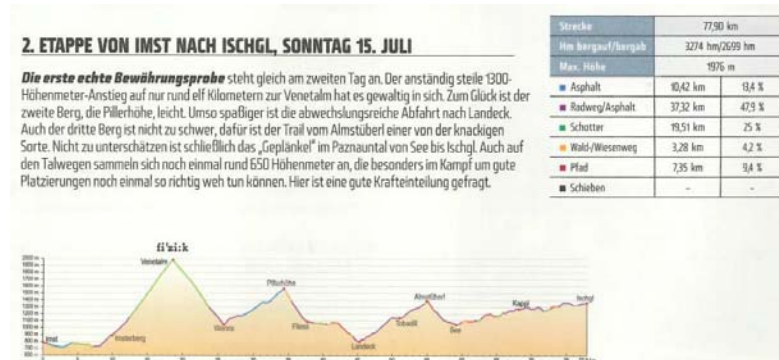 2. ETAPPE VON IMST NACH ISCHGL, SONNTAG 15. JULI
Die erste echte Bewährungsprobe steht gleich am zweiten Tag an. Der anständig steile 1300-
Höhenmeter-Anstieg auf nur rund elf Kilometern zur Venetalm hat es gewaltig in sich. Zum Glück ist der
zweite Berg, die Pillerhöhe, leicht. Umso spaßiger ist die abwechslungsreiche Abfahrt nach Landeck.
Auch der dritte Berg ist nicht zu schwer, dafür ist der Trail vom Almstüberl einer von der knackigen
Sorte. Nicht zu unterschätzen ist schließlich das „Geplänkel" im Paznauntal von See bis Ischgl. Auch auf
den Talwegen sammeln sich noch einmal rund 650 Höhenmeter an, die besonders im Kampf um gute
Platzierungen noch einmal so richtig weh tun können. Hier ist eine gute Krafteinteilung gefragt.
Strecke 77,90 km
Hm bergauf/bergab 3274 hm/2699 hm
Max. Höhe 1976 m
Asphalt 10,42 km 13,4 %
Radweg/Asphalt 37,32 km 47,9 %
Schotter 19,51 km 25 %
Wald-/Wiesenweg 3,28 km 4,2 %
Pfad 7,35 km 9,4 %
Schieben - -
fi'zi:k
Venetalm
Pillerhöhe
Almstüberl
Kappl
Ischgl
Imst
Imsterberg
Wenns
Fliess
Landeck
Tobadill
See